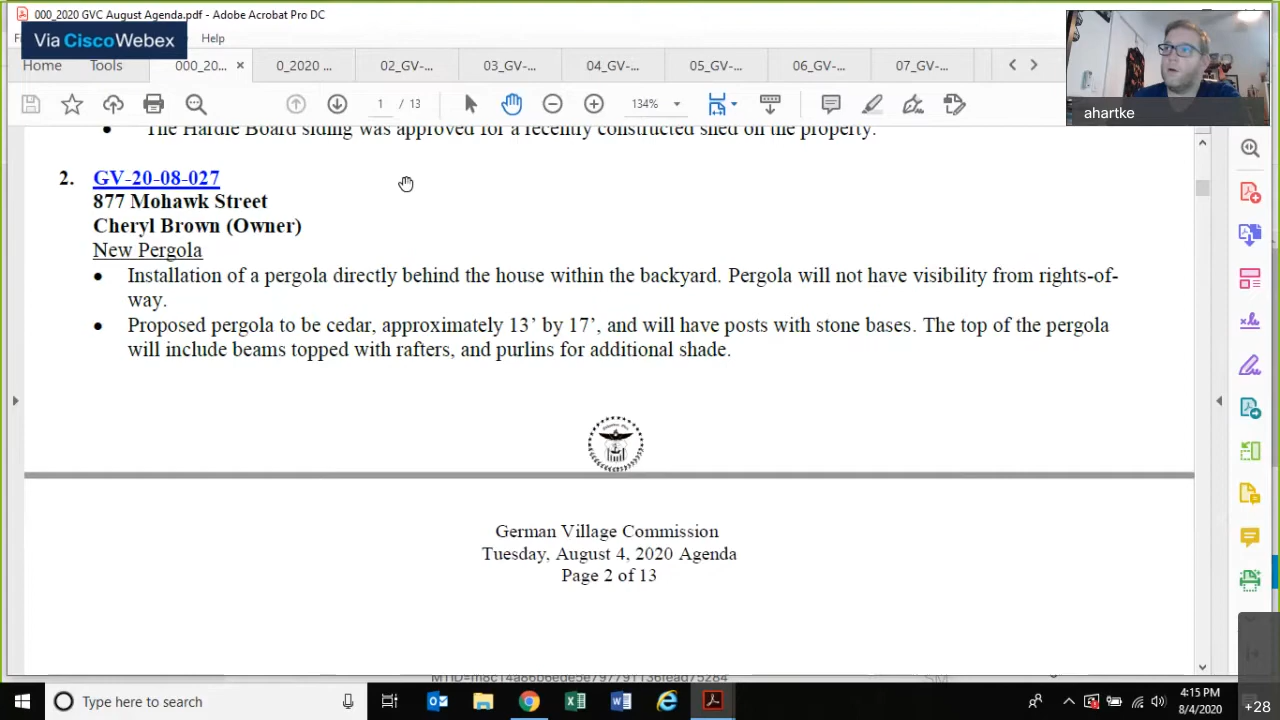 000_2020 GVC August Agenda.pdf - Adobe Acrobat Pro DC
Via CiscoWebex
Help
Home Tools 000_20... × 0_2020 ... 02_GV-... 03_GV-... 04_GV-... 05_GV-... 06_GV-... 07_GV-...
1 / 13 134%
ahartke
• The Hardie Board siding was approved for a recently constructed shed on the property.
2. GV-20-08-027
877 Mohawk Street
Cheryl Brown (Owner)
New Pergola
• Installation of a pergola directly behind the house within the backyard. Pergola will not have visibility from rights-of-
way.
• Proposed pergola to be cedar, approximately 13’ by 17’, and will have posts with stone bases. The top of the pergola
will include beams topped with rafters, and purlins for additional shade.
German Village Commission
Tuesday, August 4, 2020 Agenda
Page 2 of 13
Type here to search
4:15 PM
8/4/2020
+28